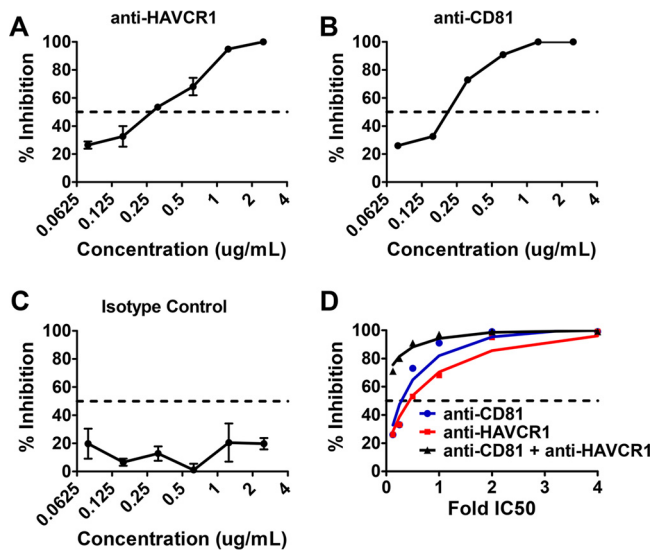 A
anti-HAVCR1
% Inhibition
100
80
60
40
20
0
0.0625
0.125
0.25
0.5
1
2
4
Concentration (ug/mL)
B
anti-CD81
% Inhibition
100
80
60
40
20
0
0.0625
0.125
0.25
0.5
1
2
4
Concentration (ug/mL)
C
Isotype Control
% Inhibition
100
80
60
40
20
0
0.0625
0.125
0.25
0.5
1
2
4
Concentration (ug/mL)
D
% Inhibition
100
80
60
40
20
0
anti-CD81
anti-HAVCR1
anti-CD81 + anti-HAVCR1
0
1
2
3
4
Fold IC50